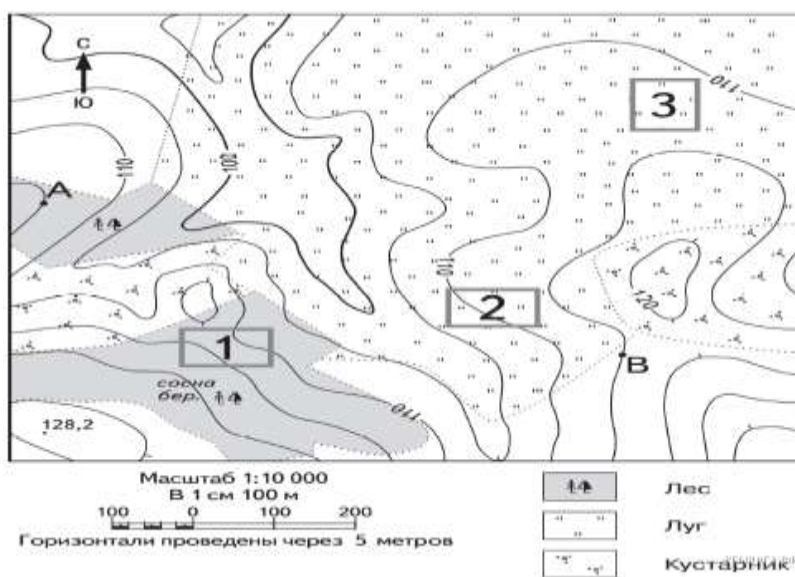 С
Ю
110
100
110
3
А
110
120
2
1
В
сосна
бер.
110
128,2
Масштаб 1:10 000
В 1 см 100 м
100 0 100 200
Горизонтали проведены через 5 метров
Лес
Луг
Кустарник